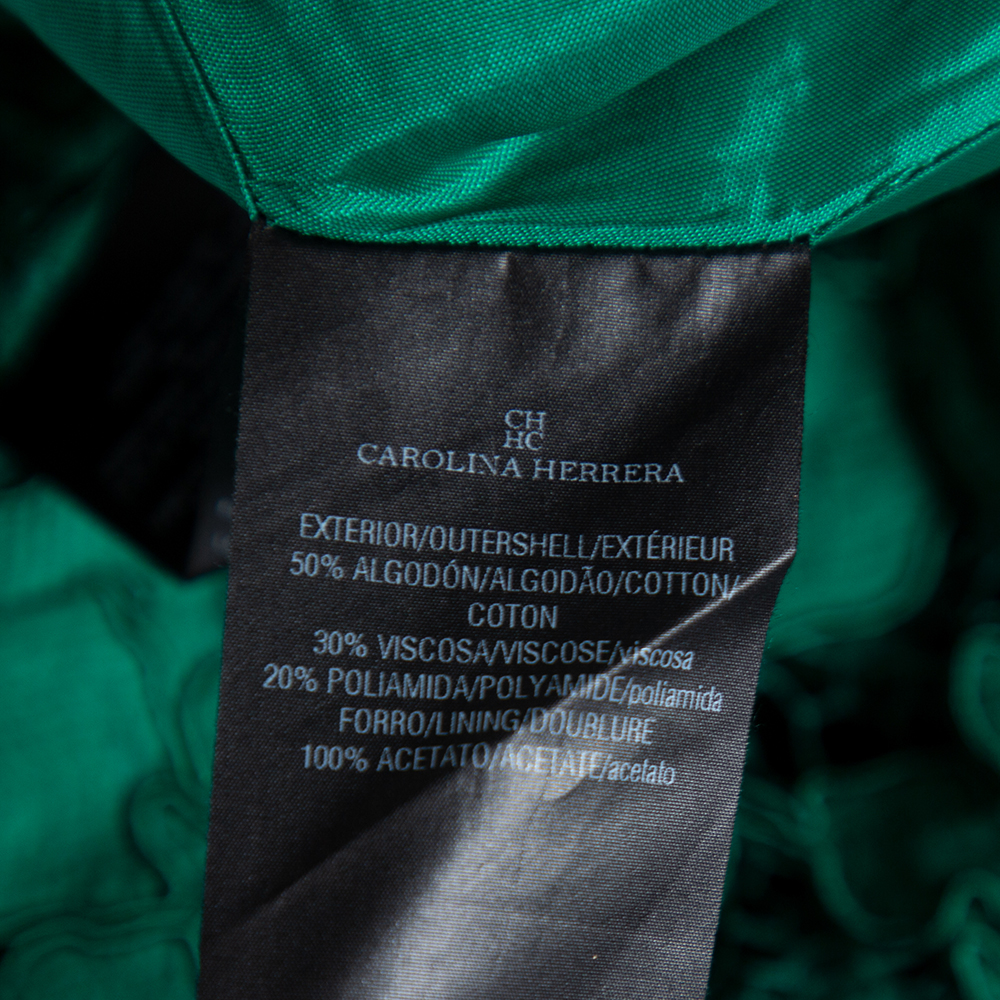 CH
HC
CAROLINA HERRERA
EXTERIOR/OUTERSHELL/EXTÉRIEUR
50% ALGODÓN/ALGODÃO/COTTON/
COTON
30% VISCOSA/VISCOSE/viscosa
20% POLIAMIDA/POLYAMIDE/poliamida
FORRO/LINING/DOUBLURE
100% ACETATO/ACETATE/acetato